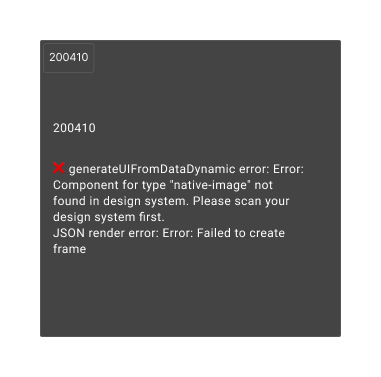 200410
200410
❌ generateUIFromDataDynamic error: Error:
Component for type "native-image" not
found in design system. Please scan your
design system first.
JSON render error: Error: Failed to create
frame